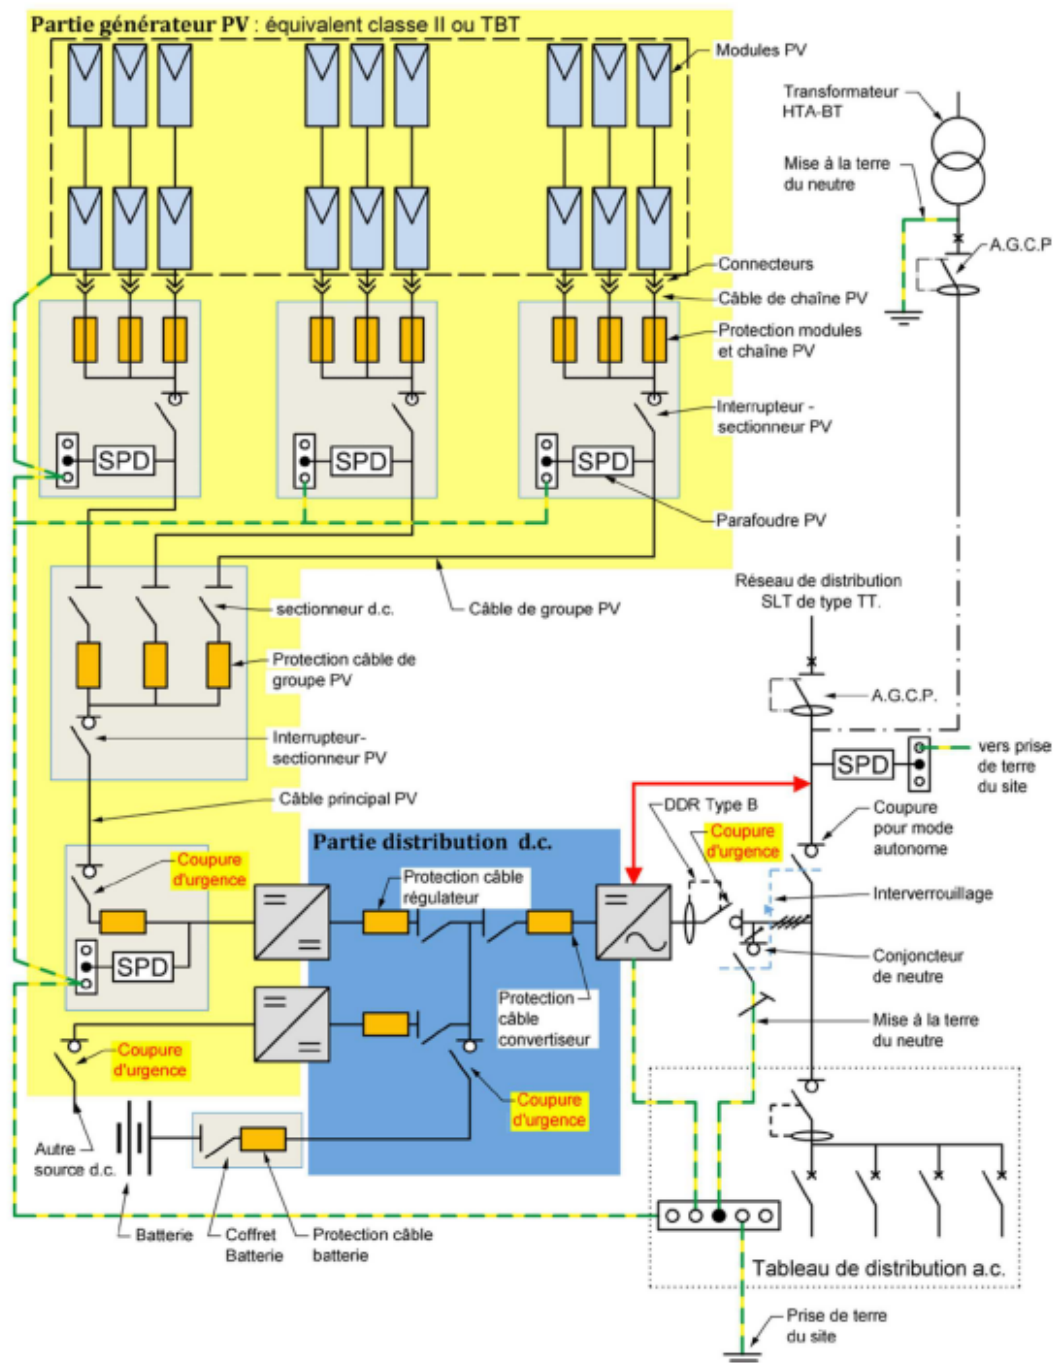 Partie générateur PV : équivalent classe II ou TBT
Modules PV
Transformateur
HTA-BT
Mise à la terre
du neutre
A.G.C.P
Connecteurs
Câble de chaîne PV
Protection modules
et chaîne PV
Interrupteur -
sectionneur PV
SPD
SPD
SPD
Parafoudre PV
Réseau de distribution
SLT de type TT.
sectionneur d.c.
Câble de groupe PV
Protection câble de
groupe PV
A.G.C.P.
Interrupteur-
sectionneur PV
SPD
vers prise
de terre
du site
Câble principal PV
DDR Type B
Coupure
pour mode
autonome
Partie distribution d.c.
Coupure
d'urgence
Coupure
d'urgence
Protection câble
régulateur
Interverrouillage
SPD
Conjoncteur
de neutre
Protection
câble
convertiseur
Mise à la terre
du neutre
Coupure
d'urgence
Coupure
d'urgence
Autre
source d.c.
Batterie
Coffret
Batterie
Protection câble
batterie
Tableau de distribution a.c.
Prise de terre
du site